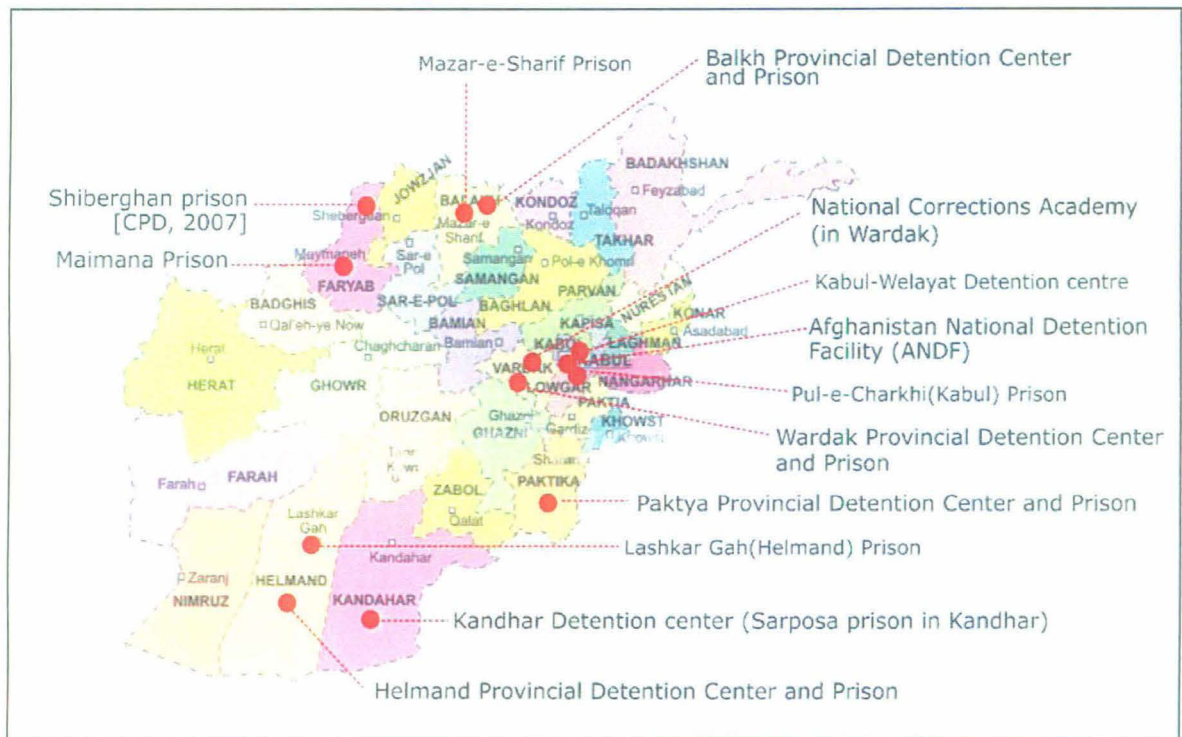 Mazar-e-Sharif Prison
Balkh Provincial Detention Center
and Prison
Shiberghan prison
[CPD, 2007]
Maimana Prison
National Corrections Academy
(in Wardak)
Kabul-Welayat Detention centre
Afghanistan National Detention
Facility (ANDF)
Pul-e-Charkhi(Kabul) Prison
Wardak Provincial Detention Center
and Prison
Paktya Provincial Detention Center and Prison
Lashkar Gah(Helmand) Prison
Kandhar Detention center (Sarposa prison in Kandhar)
Helmand Provincial Detention Center and Prison
JOWZJAN
Sheberghan
KONDOZ
Kondoz
BADAKHSHAN
Feyzabad
Taloqan
TAKHAR
Mazar-e
Sharif
Meymaneh
FARYAB
Sar-e
Pol
SAR-E-POL
Samangan
SAMANGAN
Pol-e Khomri
BAGHLAN
PARVAN
NURESTAN
KONAR
Asadabad
BADGHIS
Qal'eh-ye Now
BAMIAN
Bamian
KAPISA
LAGHMAN
KABUL
Herat
HERAT
Chaghcharan
GHOWR
VARDAK
LOWGAR
NANGARHAR
PAKTIA
KHOWST
ORUZGAN
Ghazni
GHAZNI
Gardiz
Sharan
Farah
FARAH
ZABOL
Qalat
PAKTIKA
Lashkar
Gah
Kandahar
Zaranj
NIMRUZ
HELMAND
KANDAHAR